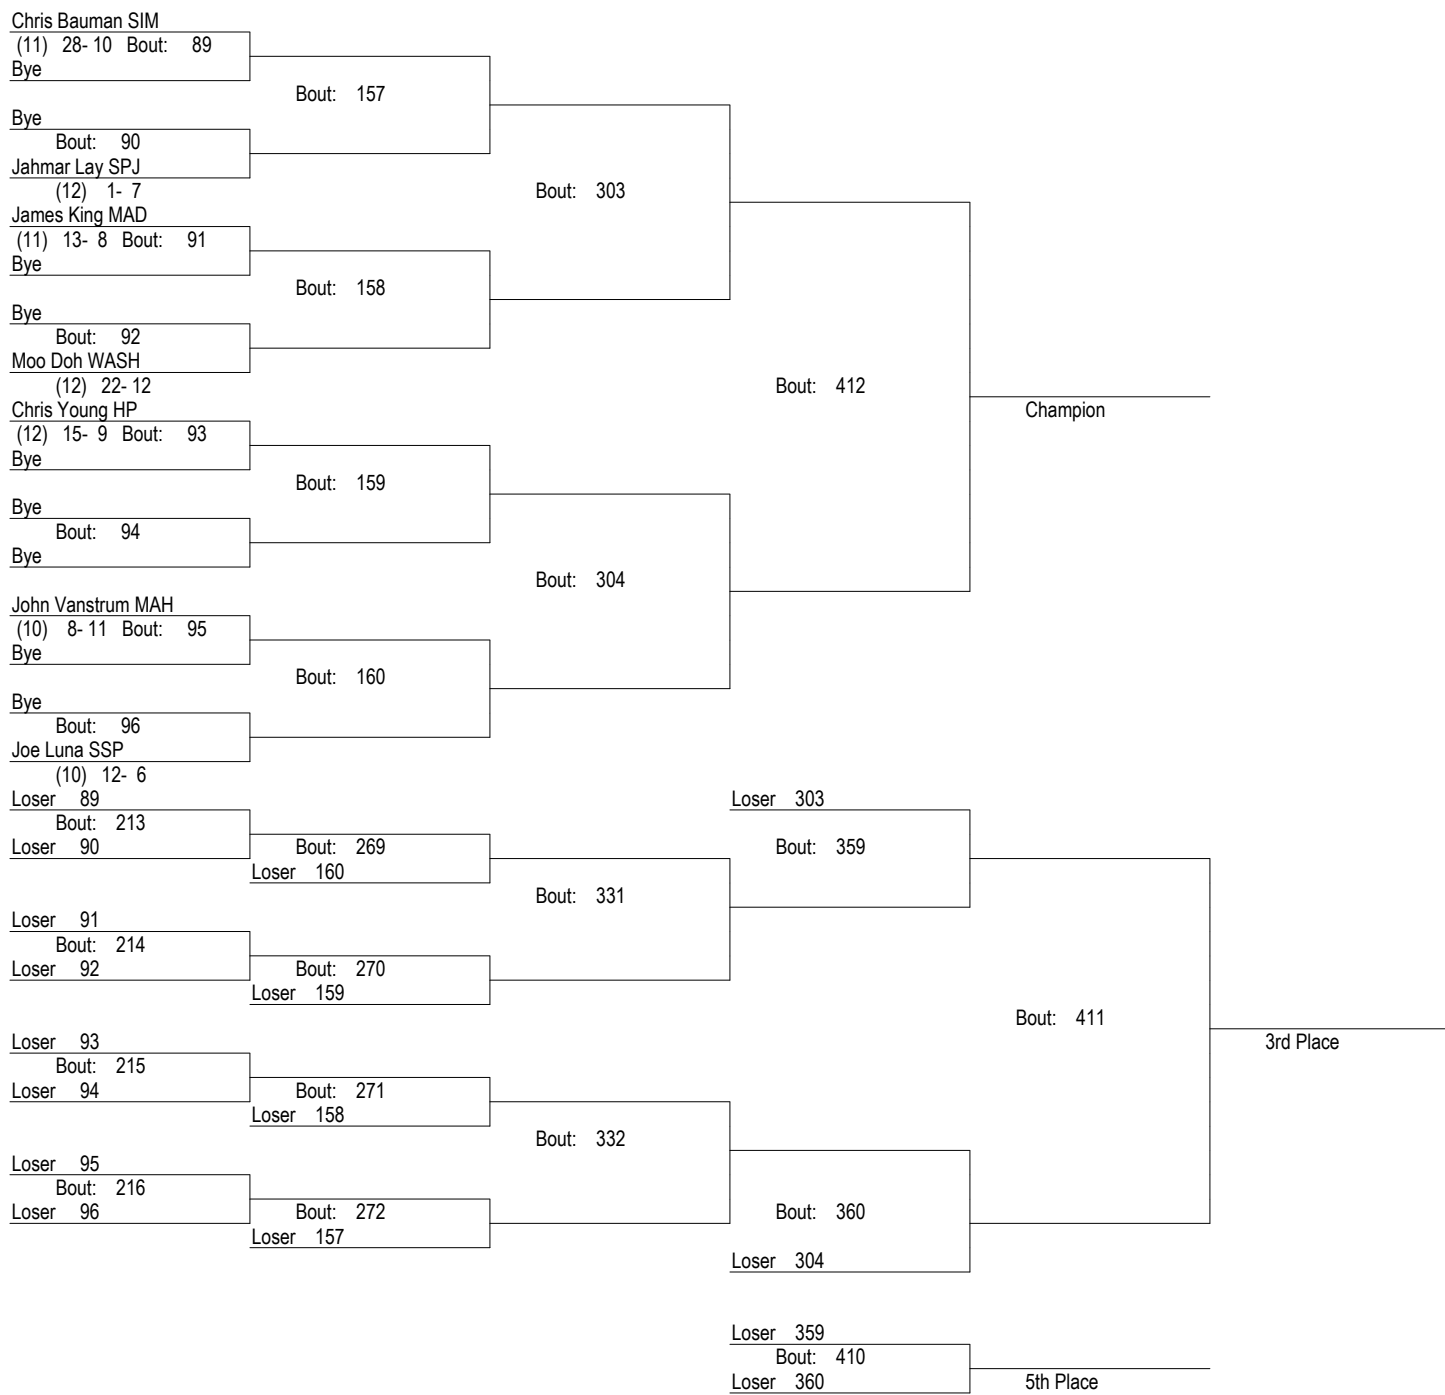 Chris Bauman SIM
(11) 28- 10 Bout: 89
Bye
Bout: 157
Bye
Bout: 90
Jahmar Lay SPJ
(12) 1- 7
Bout: 303
James King MAD
(11) 13- 8 Bout: 91
Bye
Bout: 158
Bye
Bout: 92
Moo Doh WASH
(12) 22- 12
Bout: 412
Chris Young HP
Champion
(12) 15- 9 Bout: 93
Bye
Bout: 159
Bye
Bout: 94
Bye
Bout: 304
John Vanstrum MAH
(10) 8- 11 Bout: 95
Bye
Bout: 160
Bye
Bout: 96
Joe Luna SSP
(10) 12- 6
Loser 89
Loser 303
Bout: 213
Loser 90
Bout: 269
Bout: 359
Loser 160
Bout: 331
Loser 91
Bout: 214
Loser 92
Bout: 270
Loser 159
Bout: 411
Loser 93
3rd Place
Bout: 215
Loser 94
Bout: 271
Loser 158
Bout: 332
Loser 95
Bout: 216
Loser 96
Bout: 272
Bout: 360
Loser 157
Loser 304
Loser 359
Bout: 410
Loser 360
5th Place